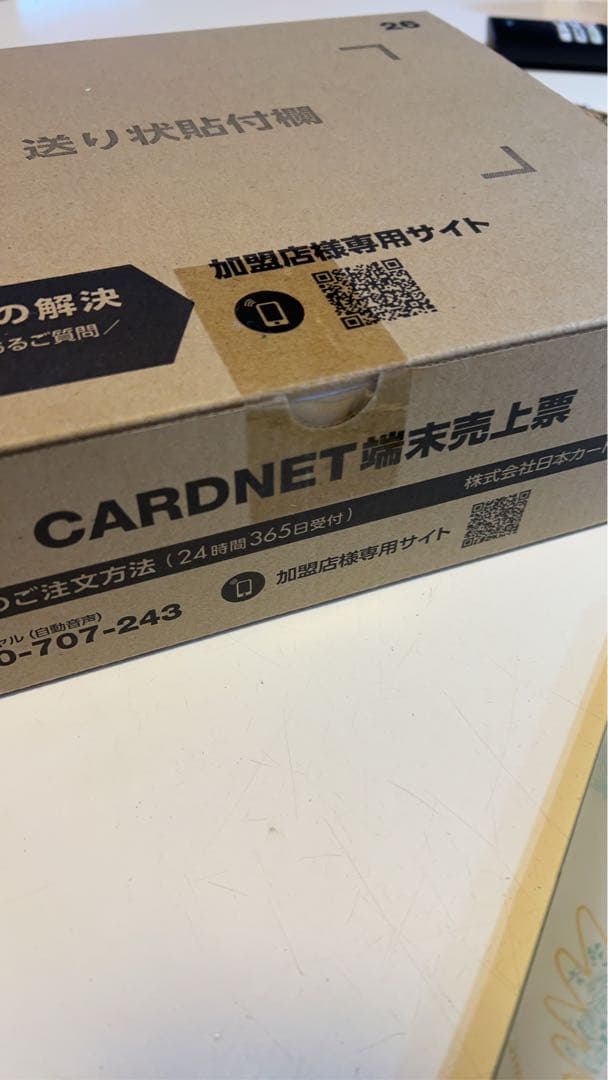 26
送り状貼付欄
加盟店様専用サイト
の解決
あるご質問／
CARDNET端末売上票
株式会社日本カー
のご注文方法（24時間365日受付）
加盟店様専用サイト
ヤル（自動音声）
0-707-243